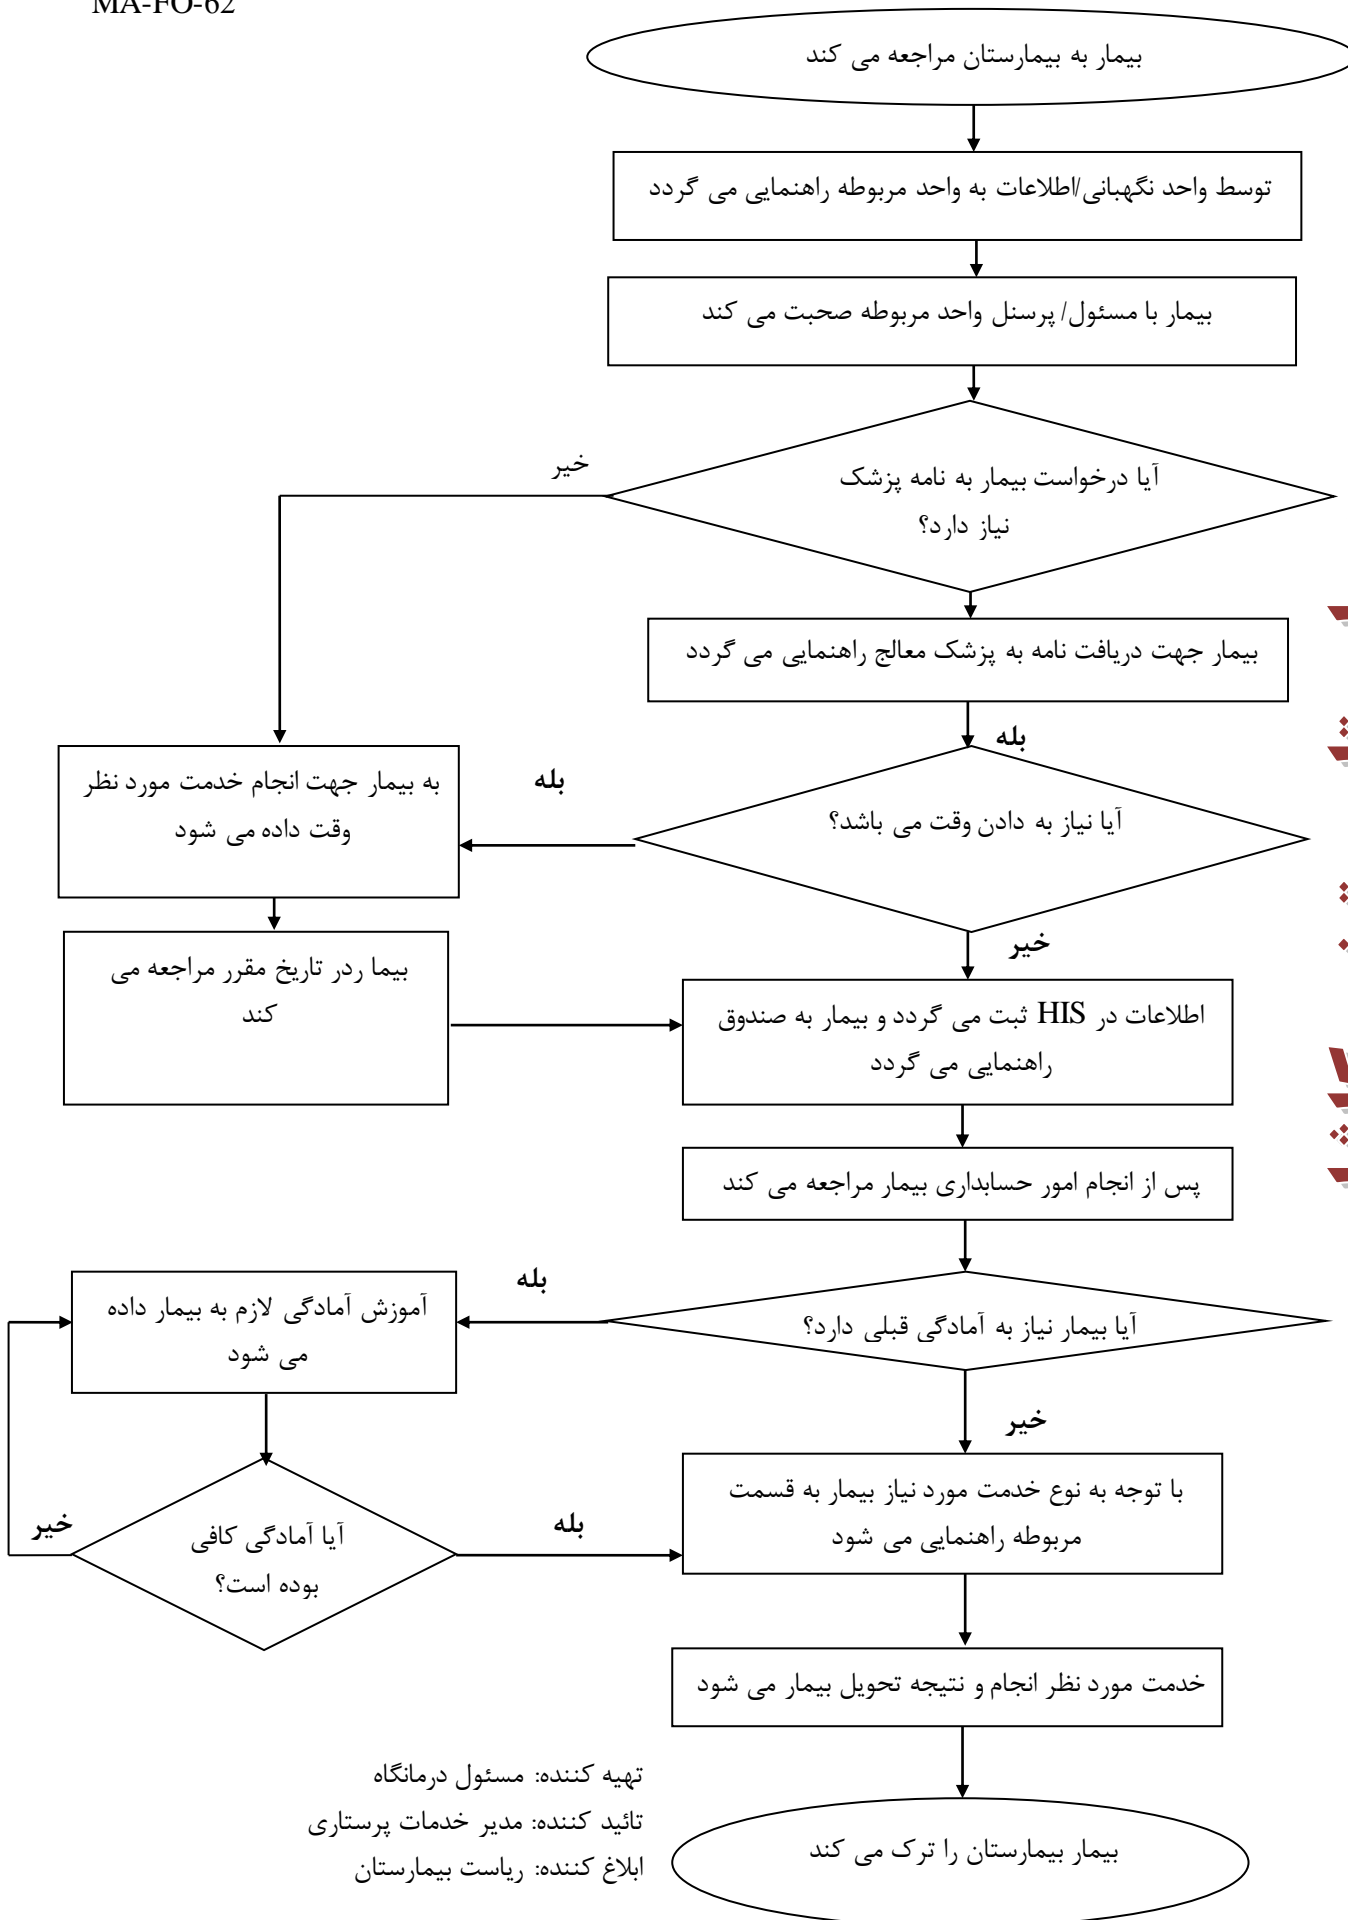 MA-FO-62
بیمار به بیمارستان مراجعه می کند
توسط واحد نگهبانی/اطلاعات به واحد مربوطه راهنمایی می گردد
بیمار با مسئول/ پرسنل واحد مربوطه صحبت می کند
خیر
آیا درخواست بیمار به نامه پزشک
نیاز دارد؟
بیمار جهت دریافت نامه به پزشک معالج راهنمایی می گردد
بله
آیا نیاز به دادن وقت می باشد؟
بله
به بیمار جهت انجام خدمت مورد نظر
وقت داده می شود
خیر
بیما ردر تاریخ مقرر مراجعه می
کند
اطلاعات در HIS ثبت می گردد و بیمار به صندوق
راهنمایی می گردد
پس از انجام امور حسابداری بیمار مراجعه می کند
آیا بیمار نیاز به آمادگی قبلی دارد؟
بله
آموزش آمادگی لازم به بیمار داده
می شود
خیر
با توجه به نوع خدمت مورد نیاز بیمار به قسمت
مربوطه راهنمایی می شود
بله
آیا آمادگی کافی
بوده است؟
خیر
خدمت مورد نظر انجام و نتیجه تحویل بیمار می شود
بیمار بیمارستان را ترک می کند
تهیه کننده: مسئول درمانگاه
تائید کننده: مدیر خدمات پرستاری
ابلاغ کننده: ریاست بیمارستان